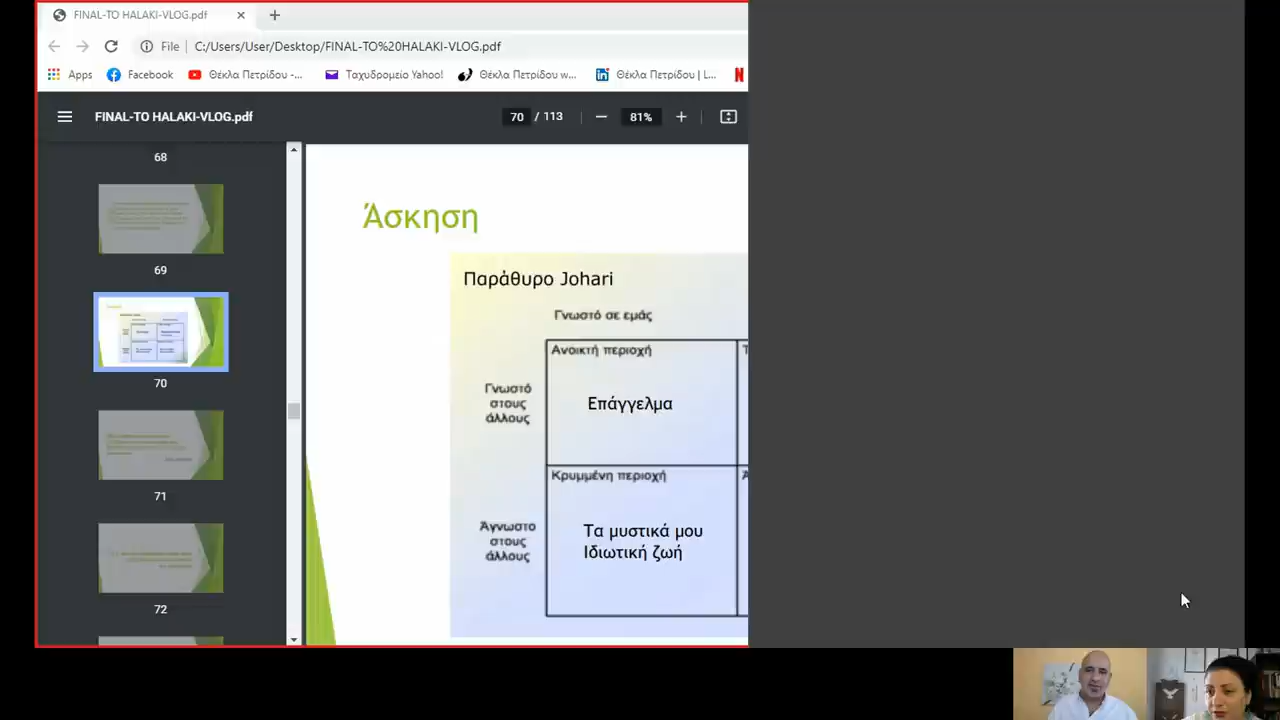 FINAL-TO HALAKI-VLOG.pdf
File C:/Users/User/Desktop/FINAL-TO%20HALAKI-VLOG.pdf
Apps Facebook Θέκλα Πετρίδου -... Ταχυδρομείο Yahoo! Θέκλα Πετρίδου w... Θέκλα Πετρίδου | L...
FINAL-TO HALAKI-VLOG.pdf 70 / 113 81%
68
69
70
71
72
Άσκηση
Παράθυρο Johari
Γνωστό σε εμάς
Ανοικτή περιοχή
Γνωστό
στους
άλλους
Επάγγελμα
Κρυμμένη περιοχή
Άγνωστο
στους
άλλους
Τα μυστικά μου
Ιδιωτική ζωή